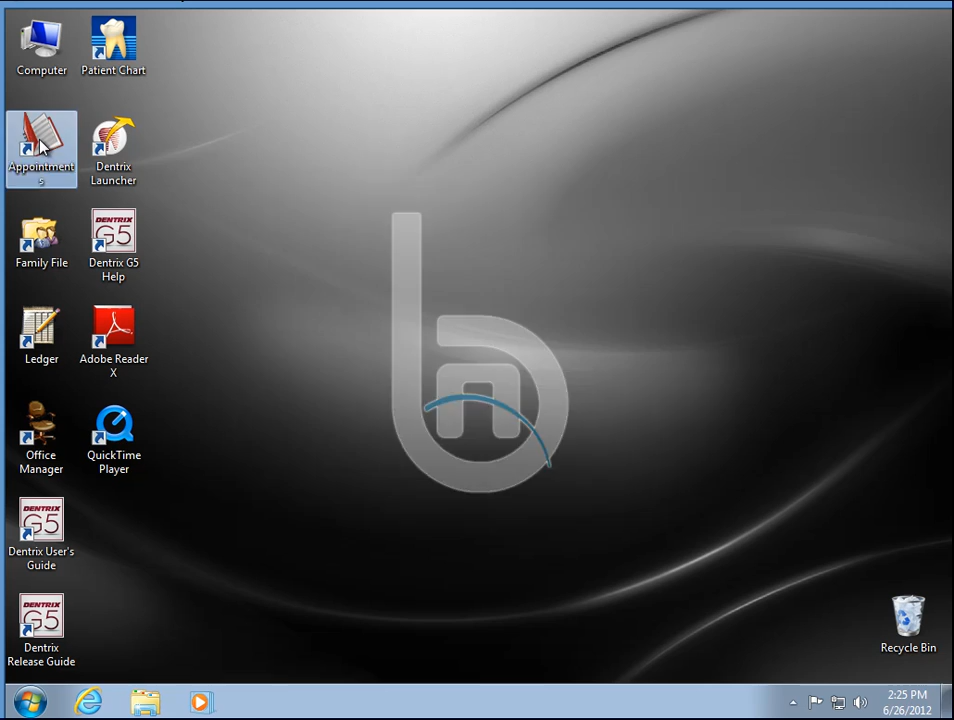 Computer
Patient Chart
Appointment
s
Dentrix
Launcher
Family File
DENTRIX
G5
Dentrix G5
Help
Ledger
Adobe Reader
X
Office
Manager
QuickTime
Player
DENTRIX
G5
Dentrix User's
Guide
DENTRIX
G5
Dentrix
Release Guide
Recycle Bin
2:25 PM
6/26/2012